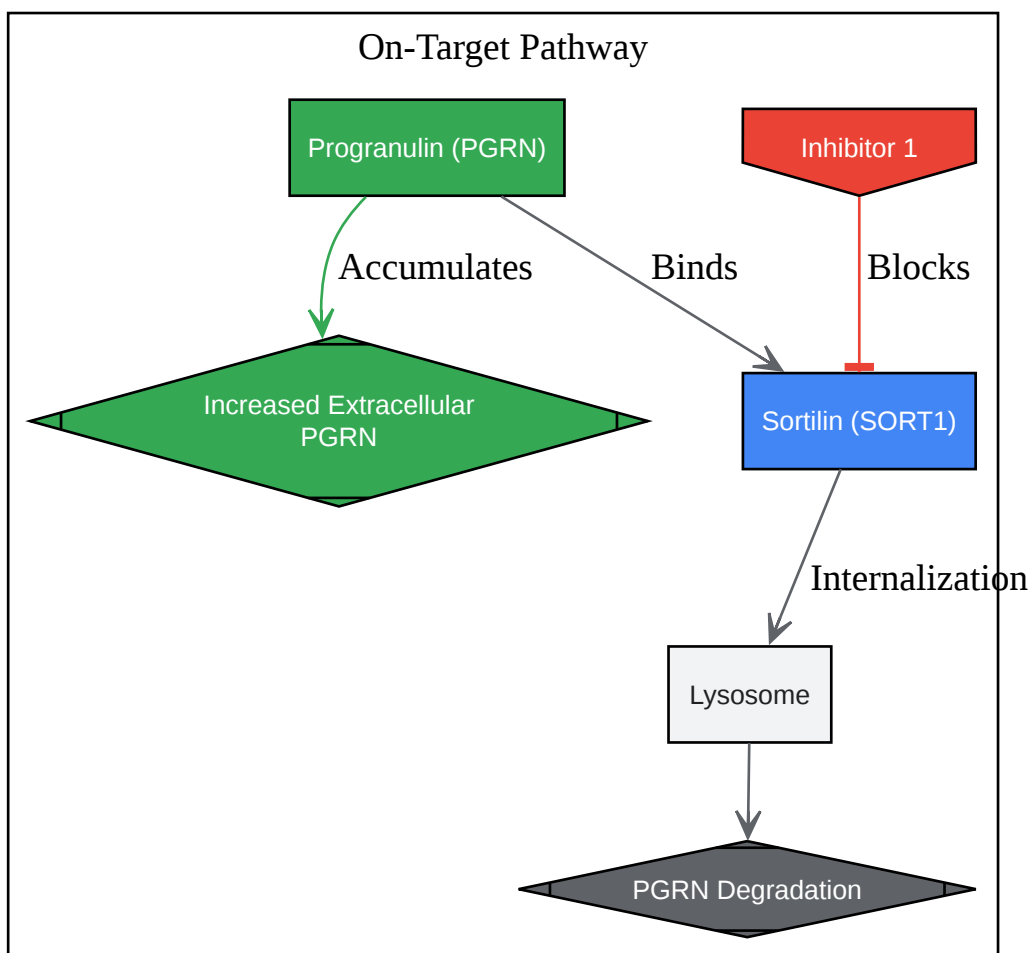 On-Target Pathway
Progranulin (PGRN)
Inhibitor 1
Accumulates
Binds
Blocks
Increased Extracellular
PGRN
Sortilin (SORT1)
Internalization
Lysosome
PGRN Degradation